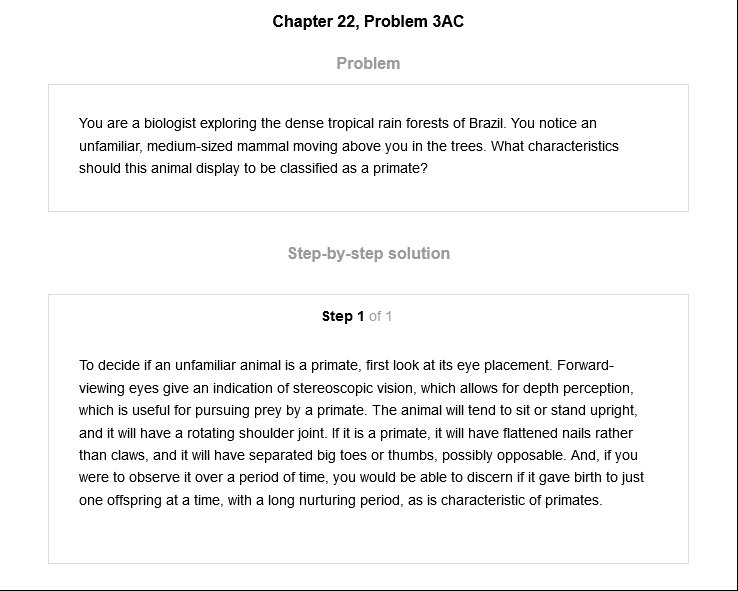 Chapter 22, Problem 3AC
Problem
You are a biologist exploring the dense tropical rain forests of Brazil. You notice an
unfamiliar, medium-sized mammal moving above you in the trees. What characteristics
should this animal display to be classified as a primate?
Step-by-step solution
Step 1 of 1
To decide if an unfamiliar animal is a primate, first look at its eye placement. Forward-
viewing eyes give an indication of stereoscopic vision, which allows for depth perception,
which is useful for pursuing prey by a primate. The animal will tend to sit or stand upright,
and it will have a rotating shoulder joint. If it is a primate, it will have flattened nails rather
than claws, and it will have separated big toes or thumbs, possibly opposable. And, if you
were to observe it over a period of time, you would be able to discern if it gave birth to just
one offspring at a time, with a long nurturing period, as is characteristic of primates.